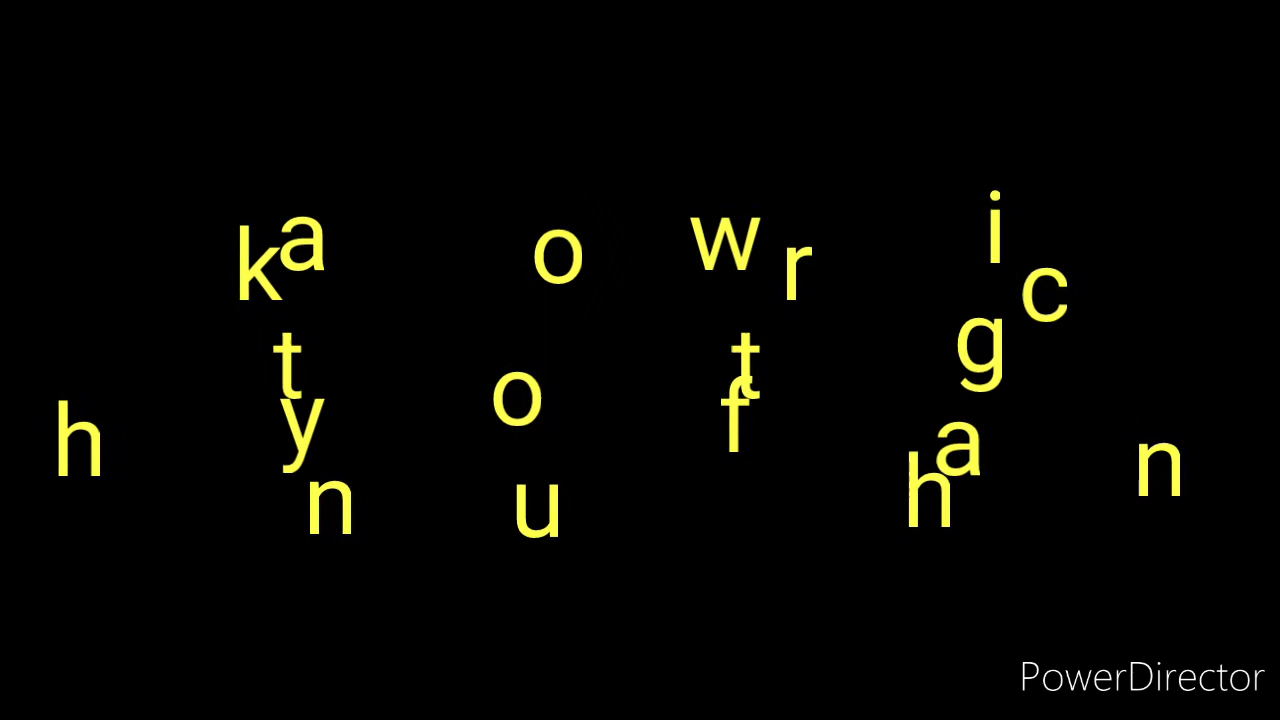 k a o w r i c
t o t g
h y f a n
n u h
PowerDirector